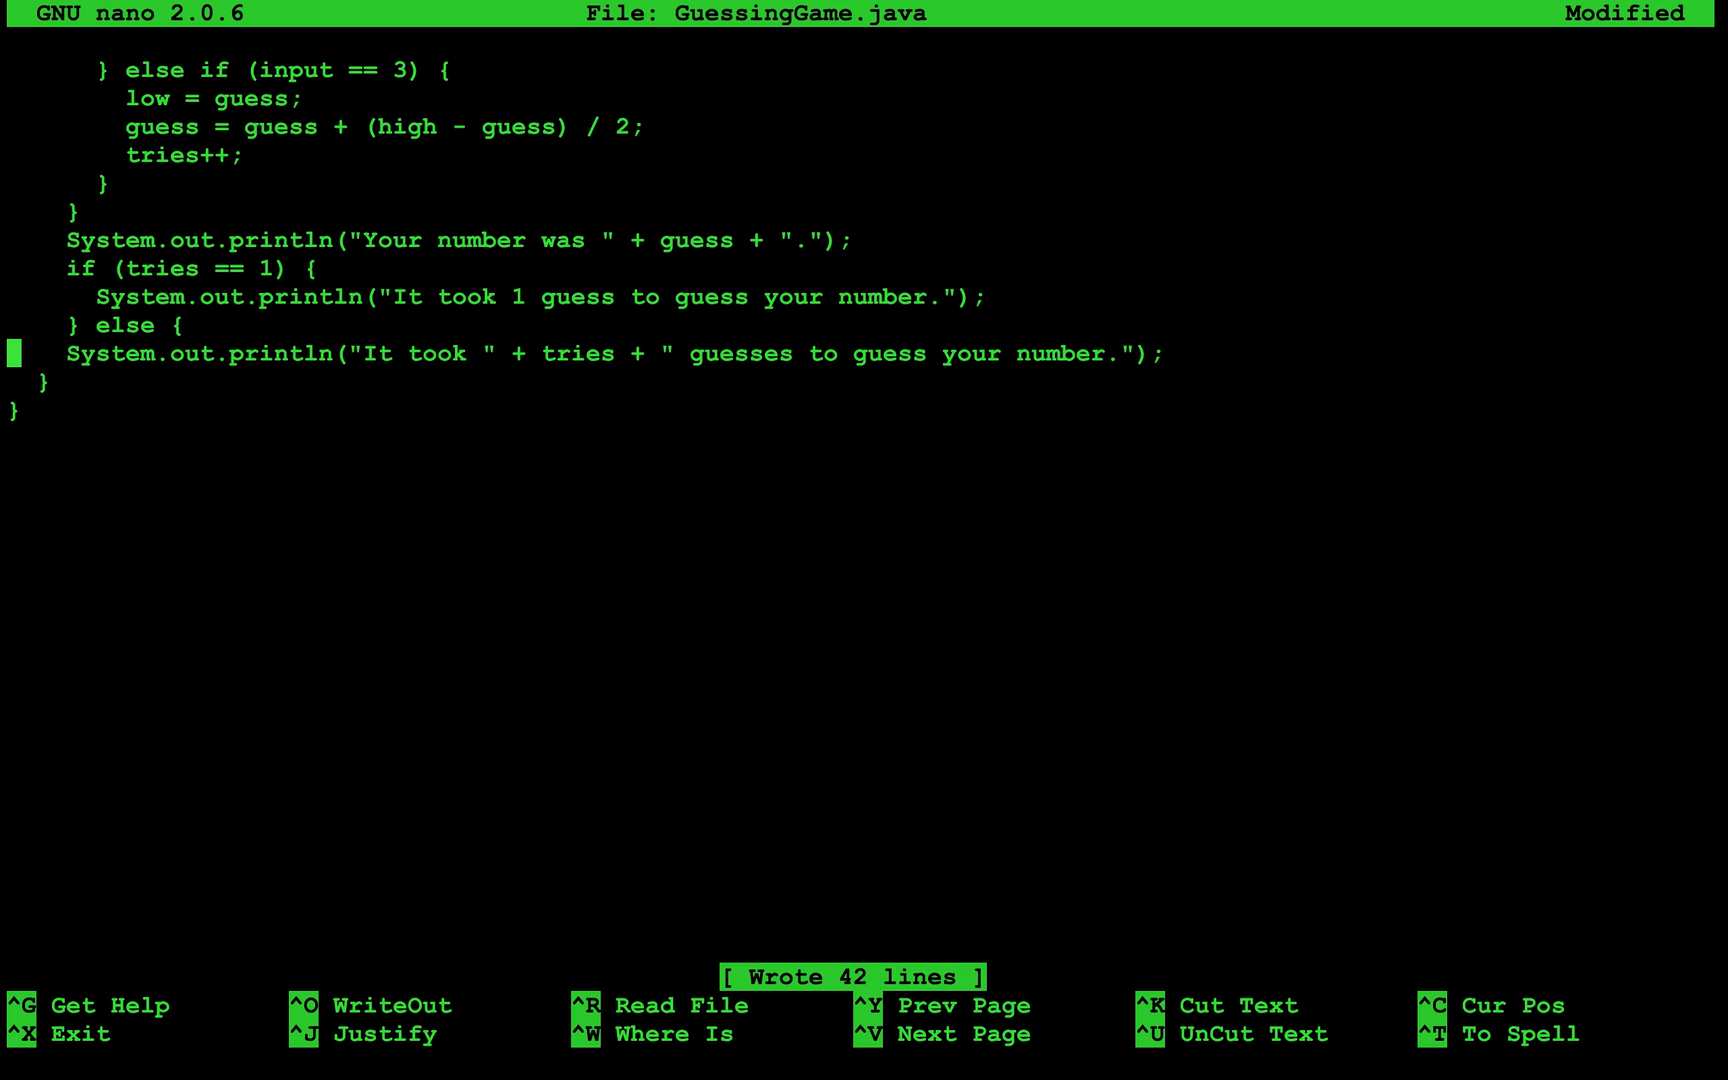 GNU nano 2.0.6 File: GuessingGame.java Modified
} else if (input == 3) {
low = guess;
guess = guess + (high - guess) / 2;
tries++;
}
}
System.out.println("Your number was " + guess + ".");
if (tries == 1) {
System.out.println("It took 1 guess to guess your number.");
} else {
System.out.println("It took " + tries + " guesses to guess your number.");
}
}
[ Wrote 42 lines ]
^G Get Help ^O WriteOut ^R Read File ^Y Prev Page ^K Cut Text ^C Cur Pos
^X Exit ^J Justify ^W Where Is ^V Next Page ^U UnCut Text ^T To Spell